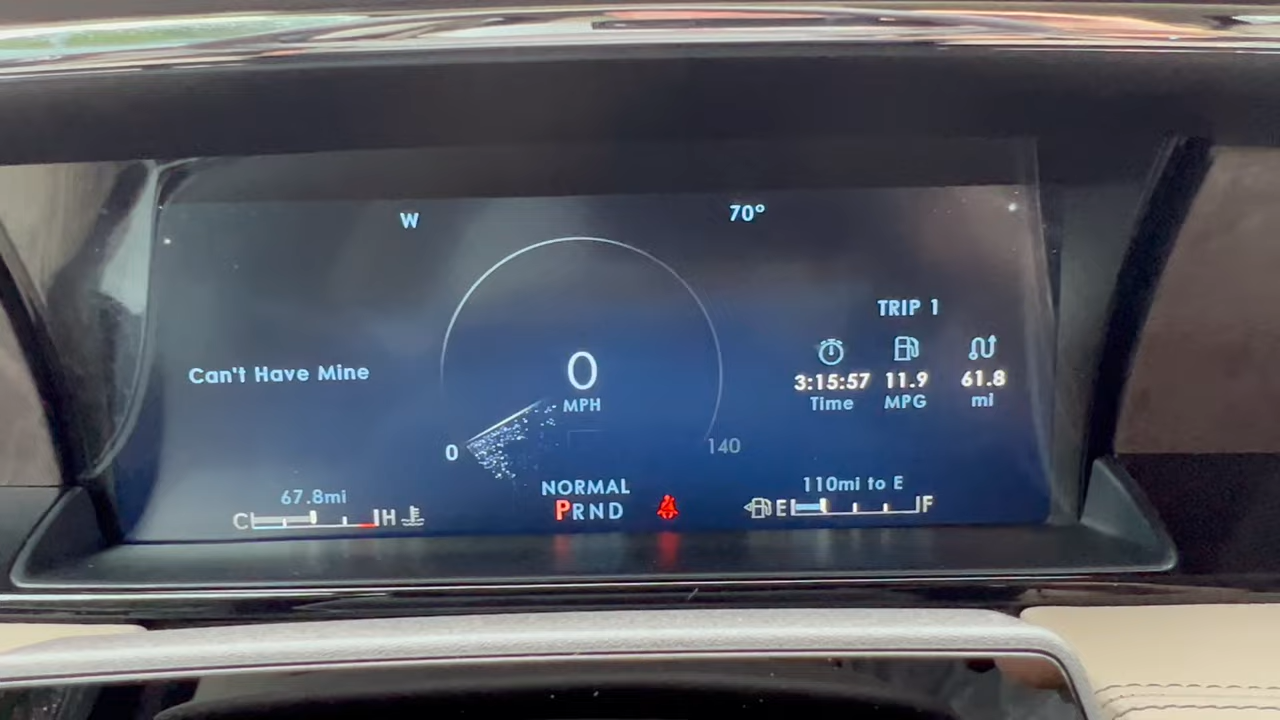 W
70°
TRIP 1
Can't Have Mine
0
MPH
3:15:57 11.9 61.8
Time MPG mi
0
140
67.8mi
NORMAL
110mi to E
C H
PRND
E F